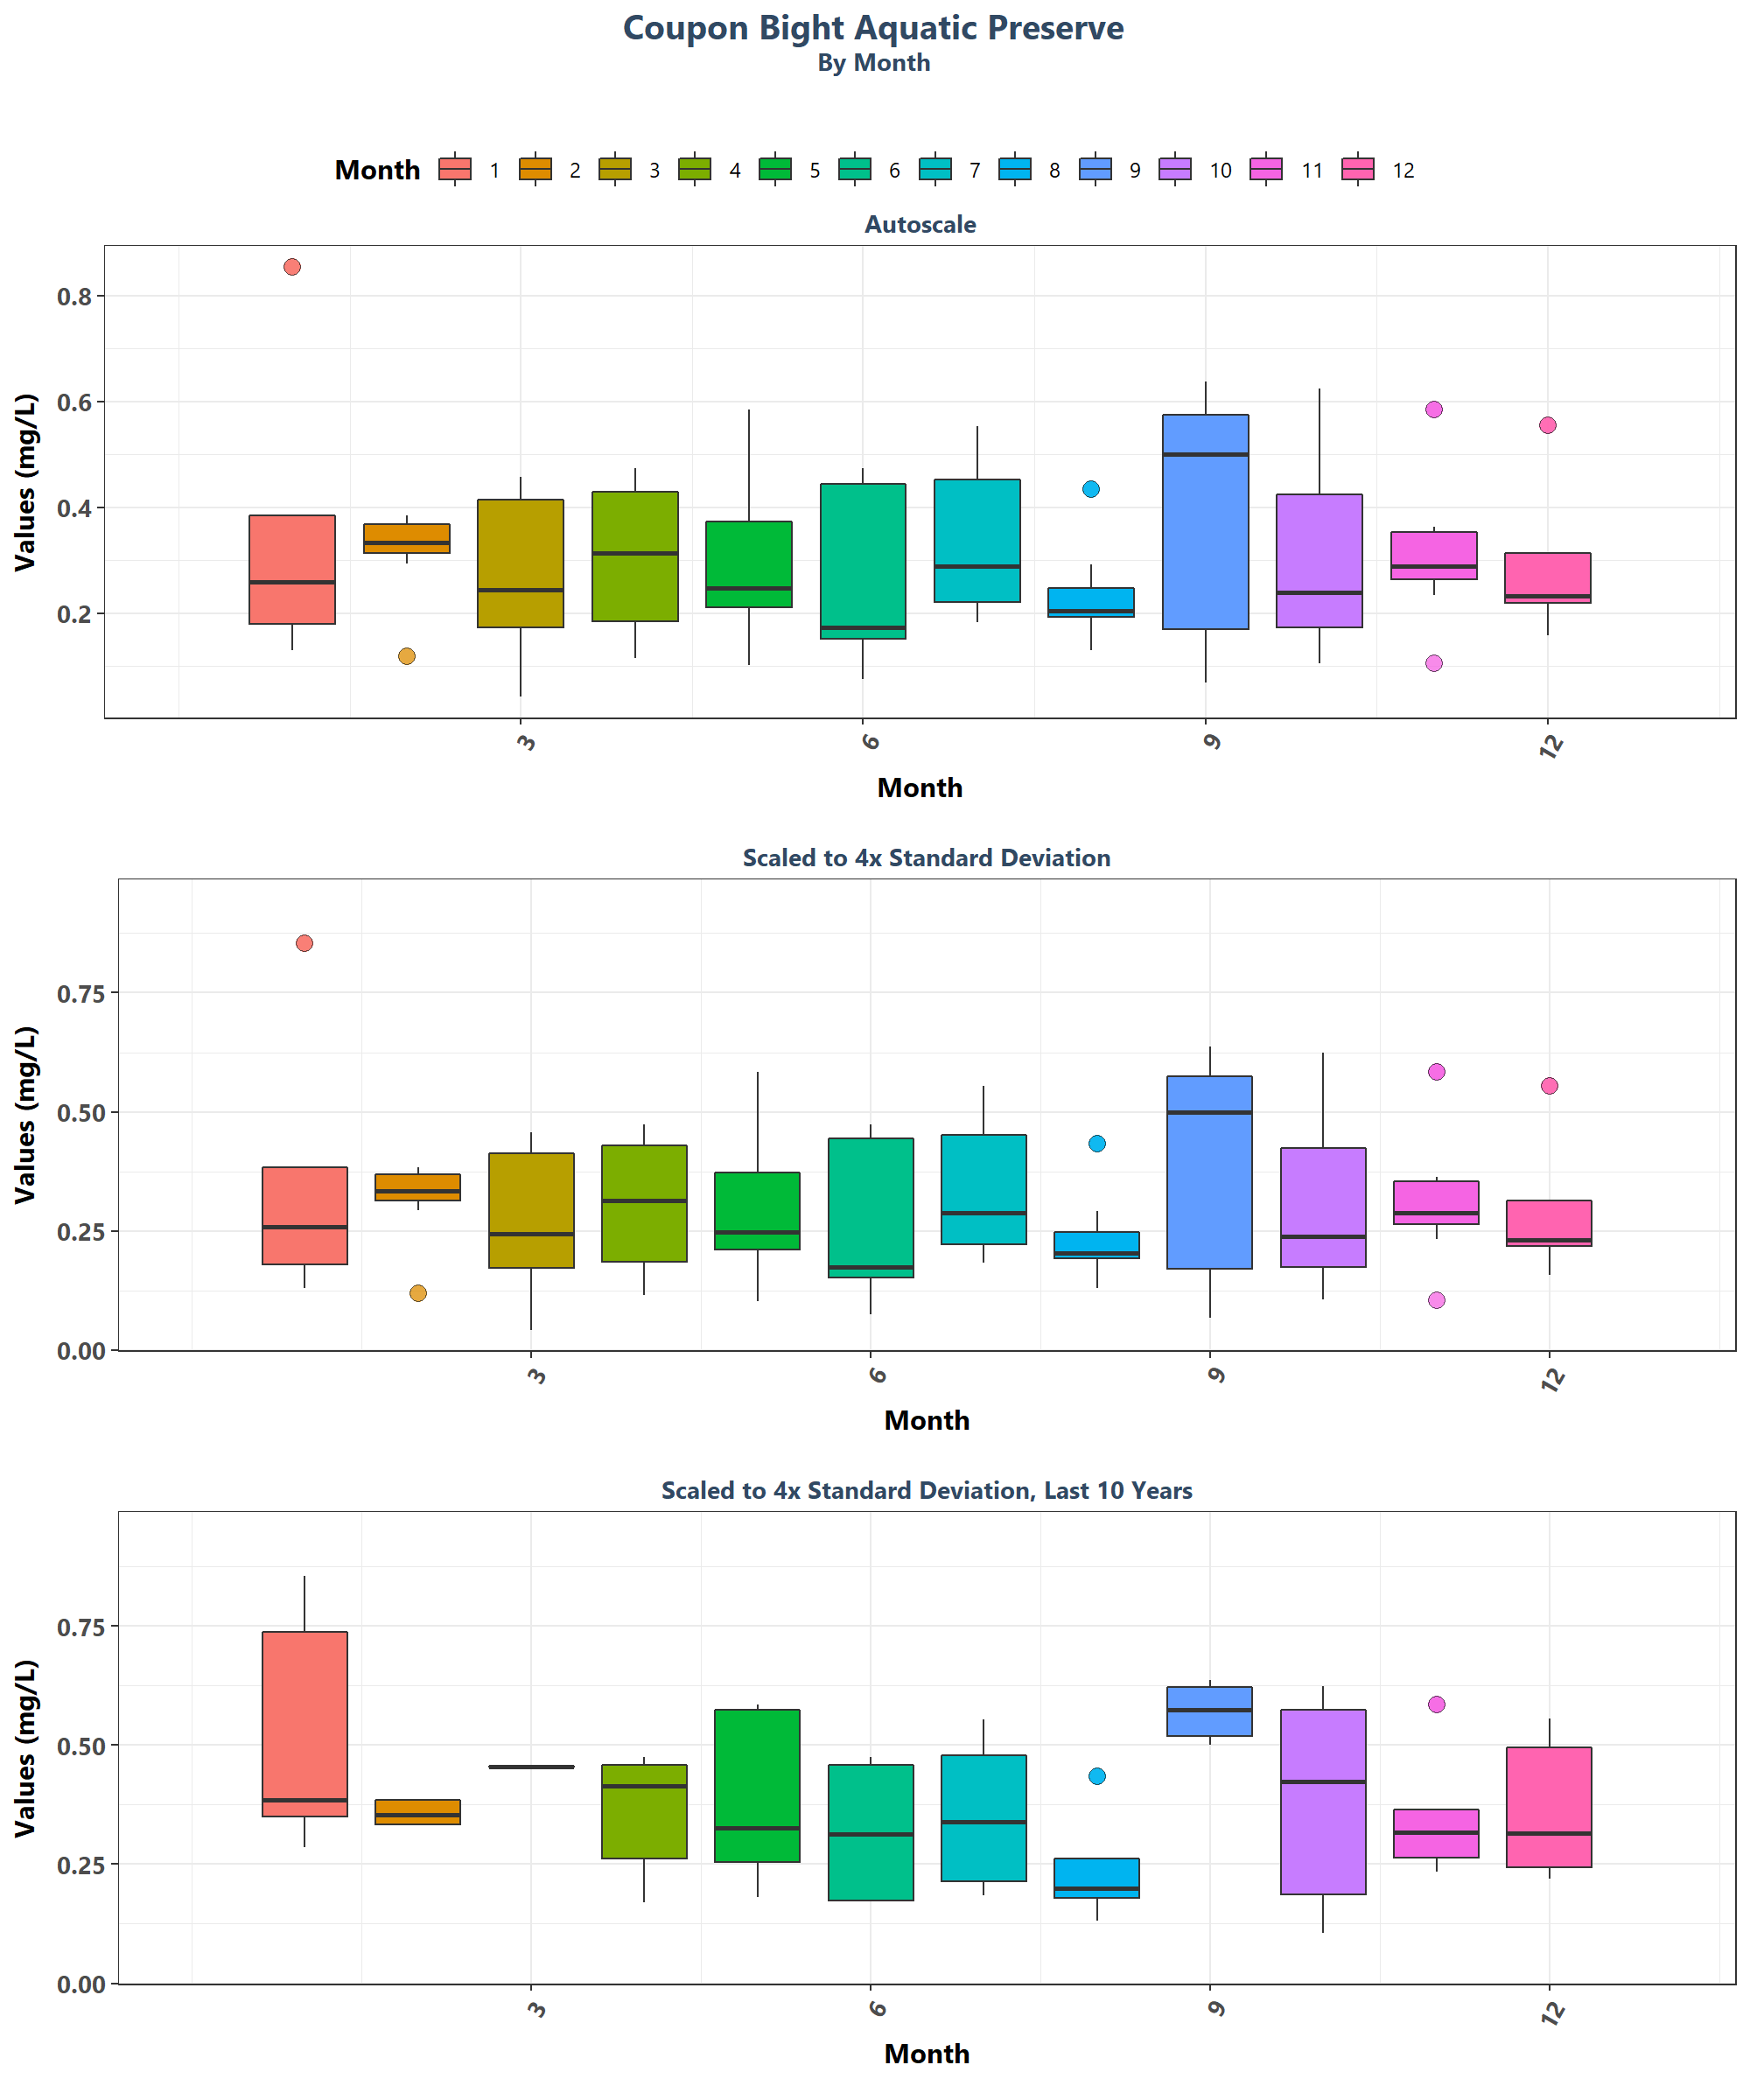 Coupon Bight Aquatic Preserve
By Month
Month 1 2 3 4 5 6 7 8 9 10 11 12
Autoscale
Values (mg/L)
0.8
0.6
0.4
0.2
3 6 9 12
Month
Scaled to 4x Standard Deviation
Values (mg/L)
0.75
0.50
0.25
0.00
3 6 9 12
Month
Scaled to 4x Standard Deviation, Last 10 Years
Values (mg/L)
0.75
0.50
0.25
0.00
3 6 9 12
Month